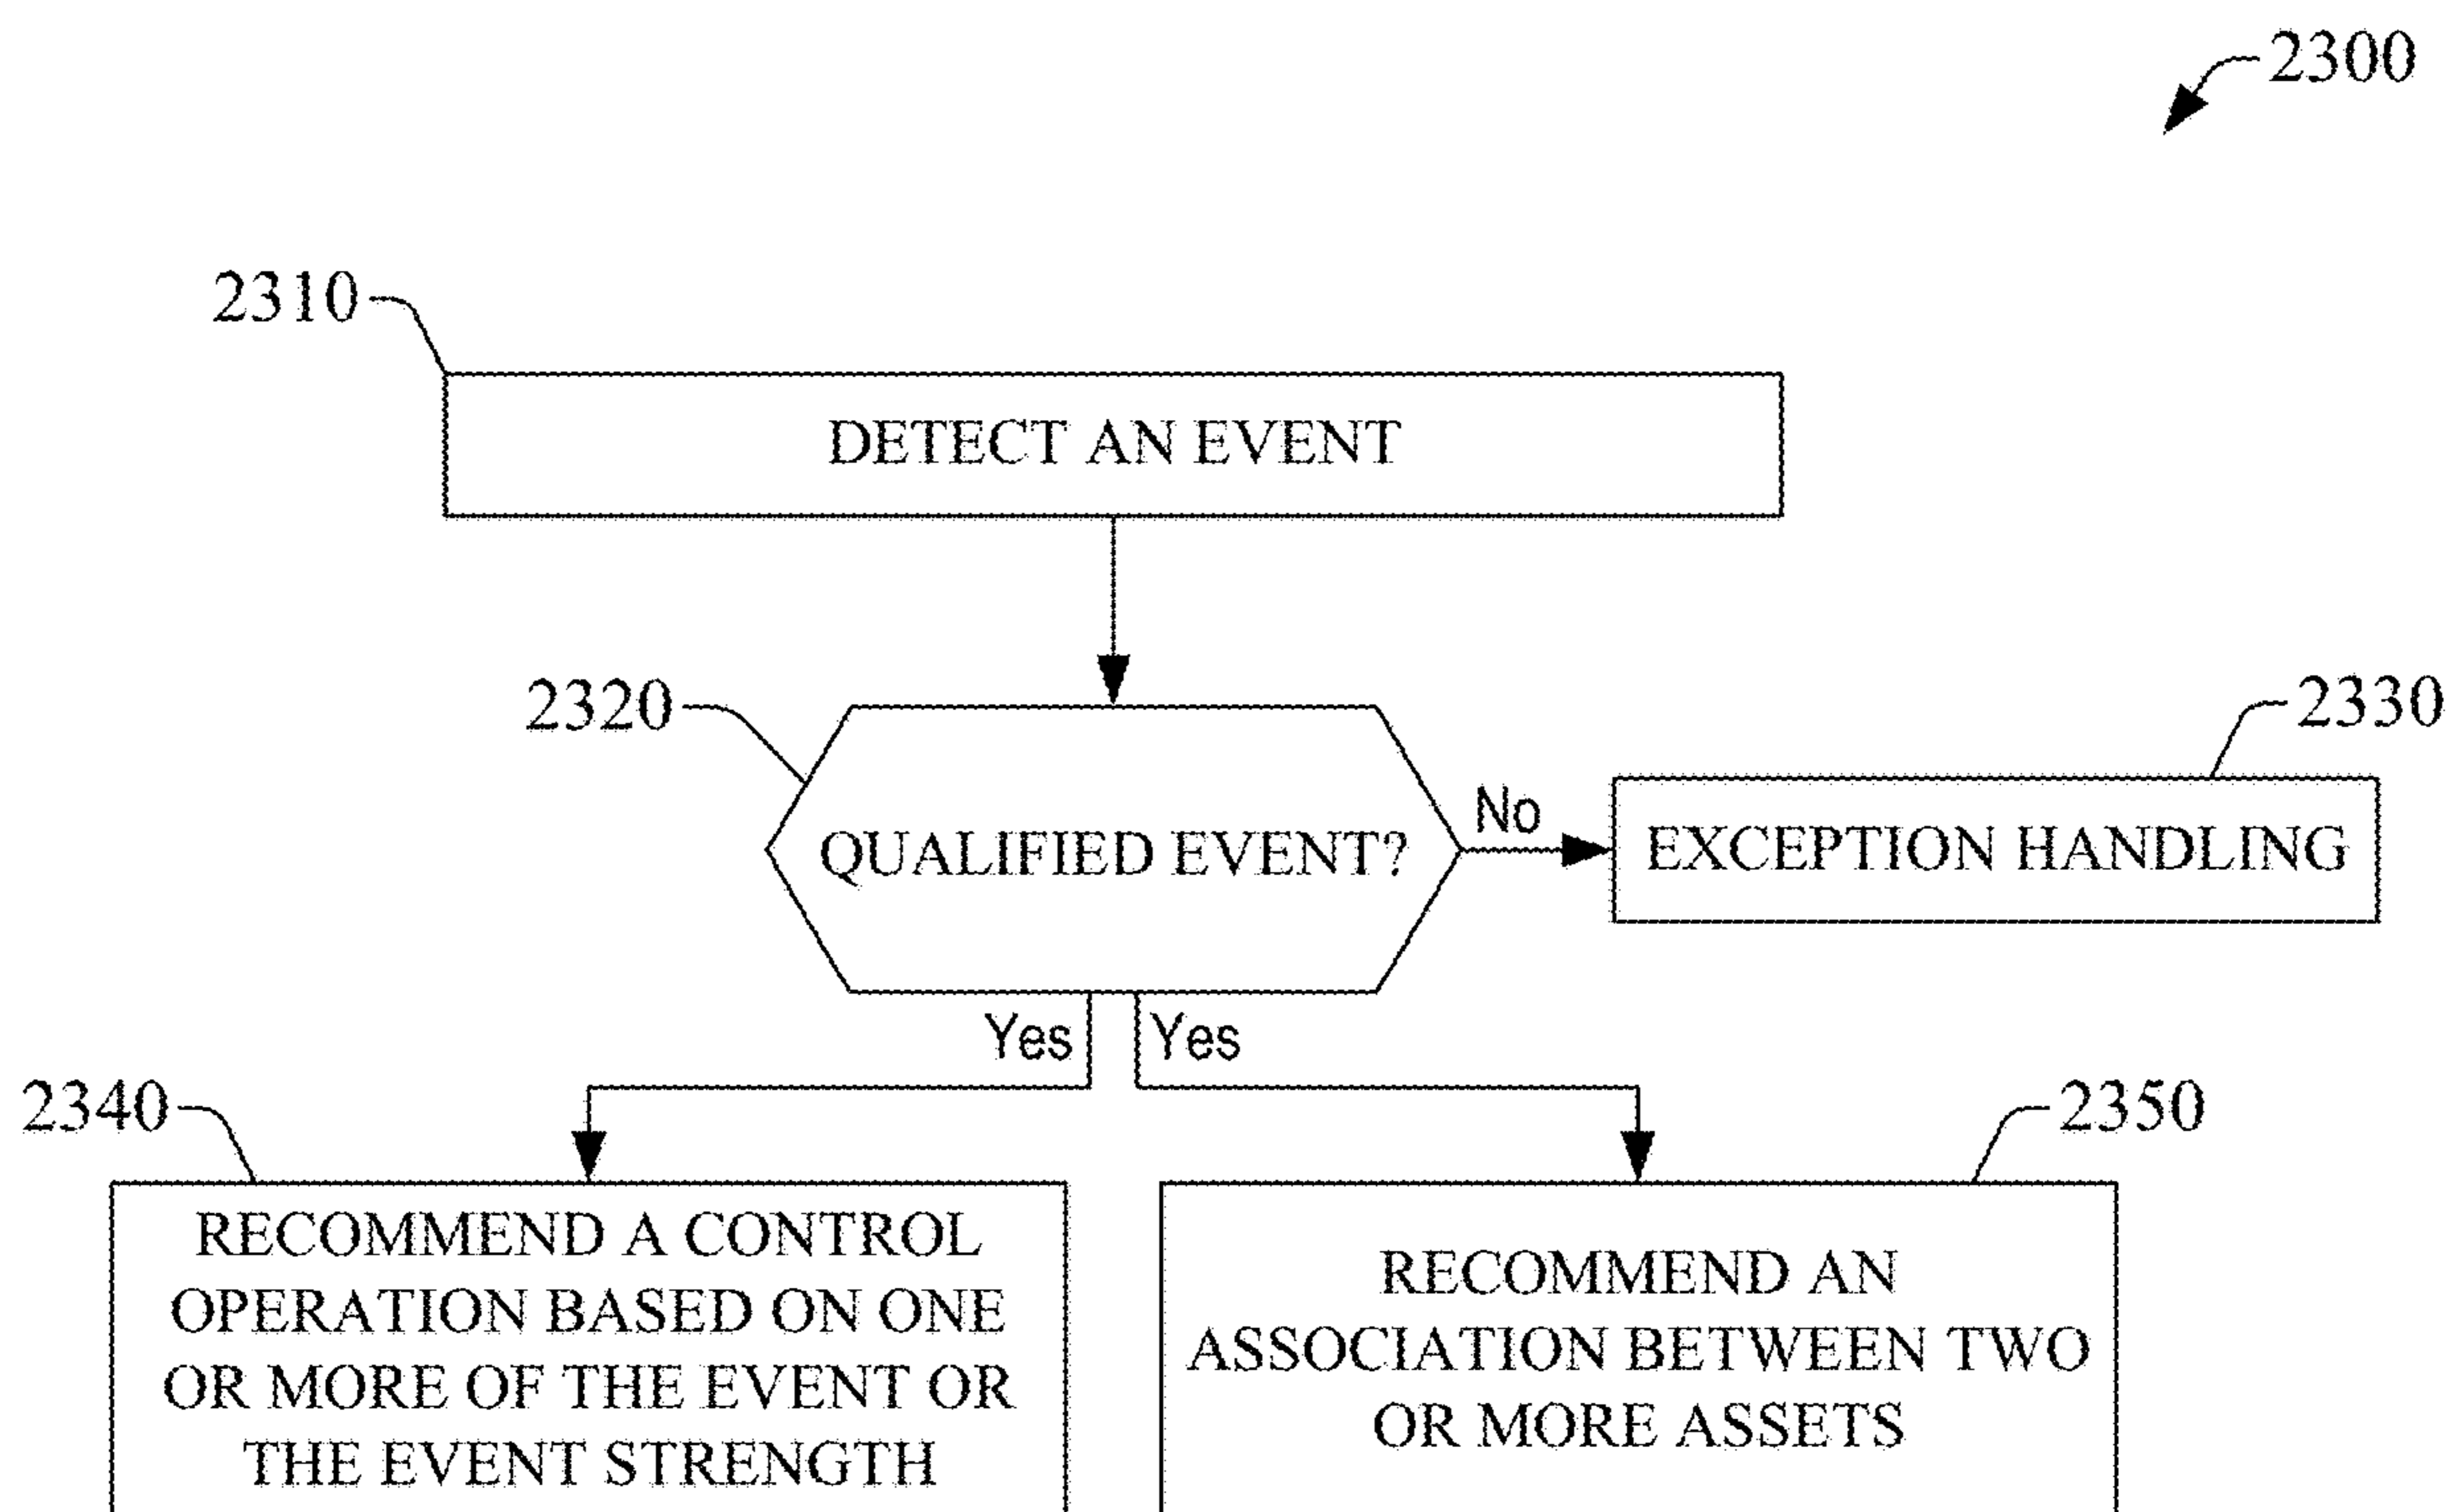 2300
2310
DETECT AN EVENT
2320
QUALIFIED EVENT?
No
2330
EXCEPTION HANDLING
Yes
Yes
2340
RECOMMEND A CONTROL
OPERATION BASED ON ONE
OR MORE OF THE EVENT OR
THE EVENT STRENGTH
2350
RECOMMEND AN
ASSOCIATION BETWEEN TWO
OR MORE ASSETS